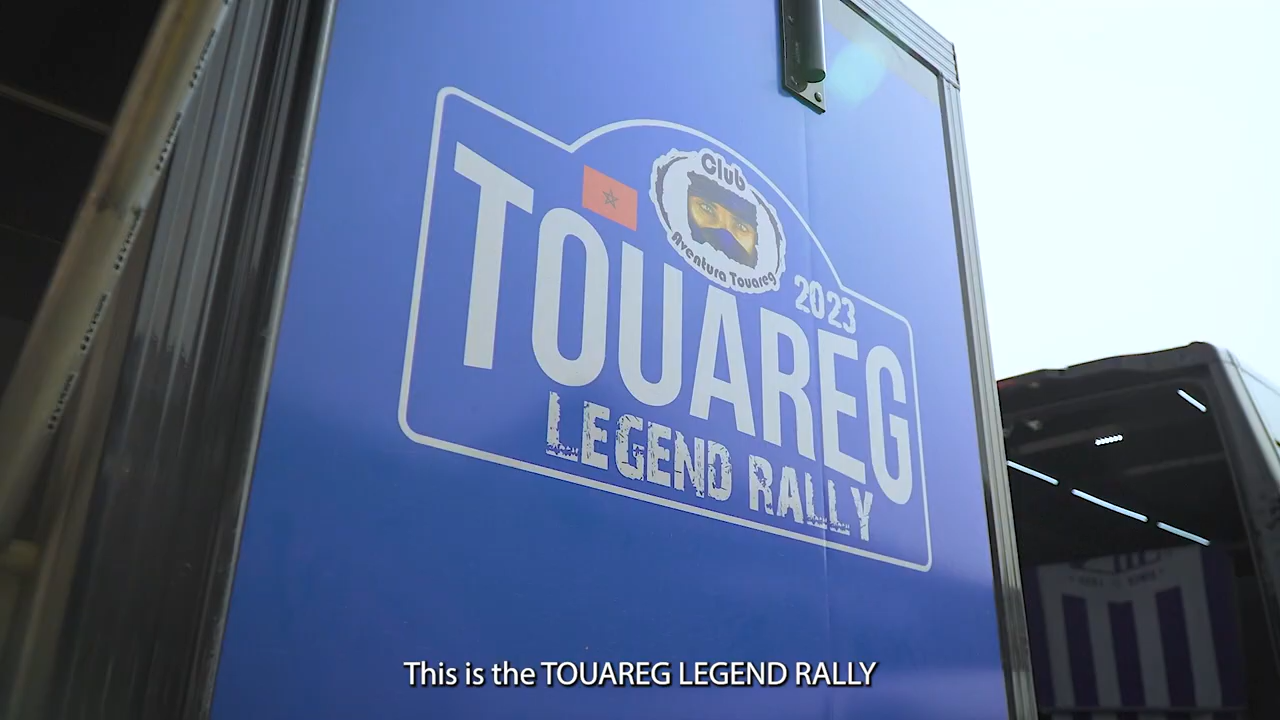 Club
Aventura Touareg
2023
TOUAREG
LEGEND RALLY
This is the TOUAREG LEGEND RALLY